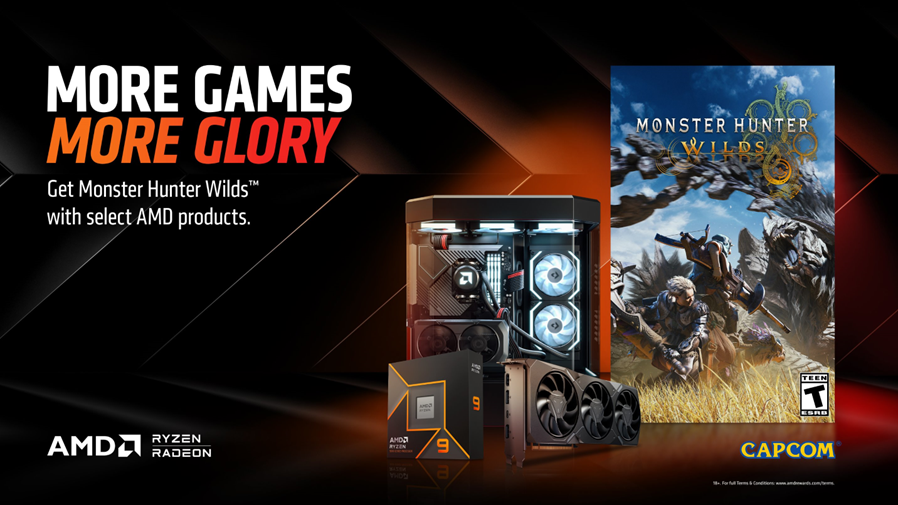 MORE GAMES
MORE GLORY
Get Monster Hunter Wilds™
with select AMD products.
MONSTER HUNTER
WILDS
AMD
RYZEN
9
9
AMD
RYZEN
RADEON
TEEN
T
ESRB
CAPCOM
18+. For full Terms & Conditions: www.amdrewards.com/terms.